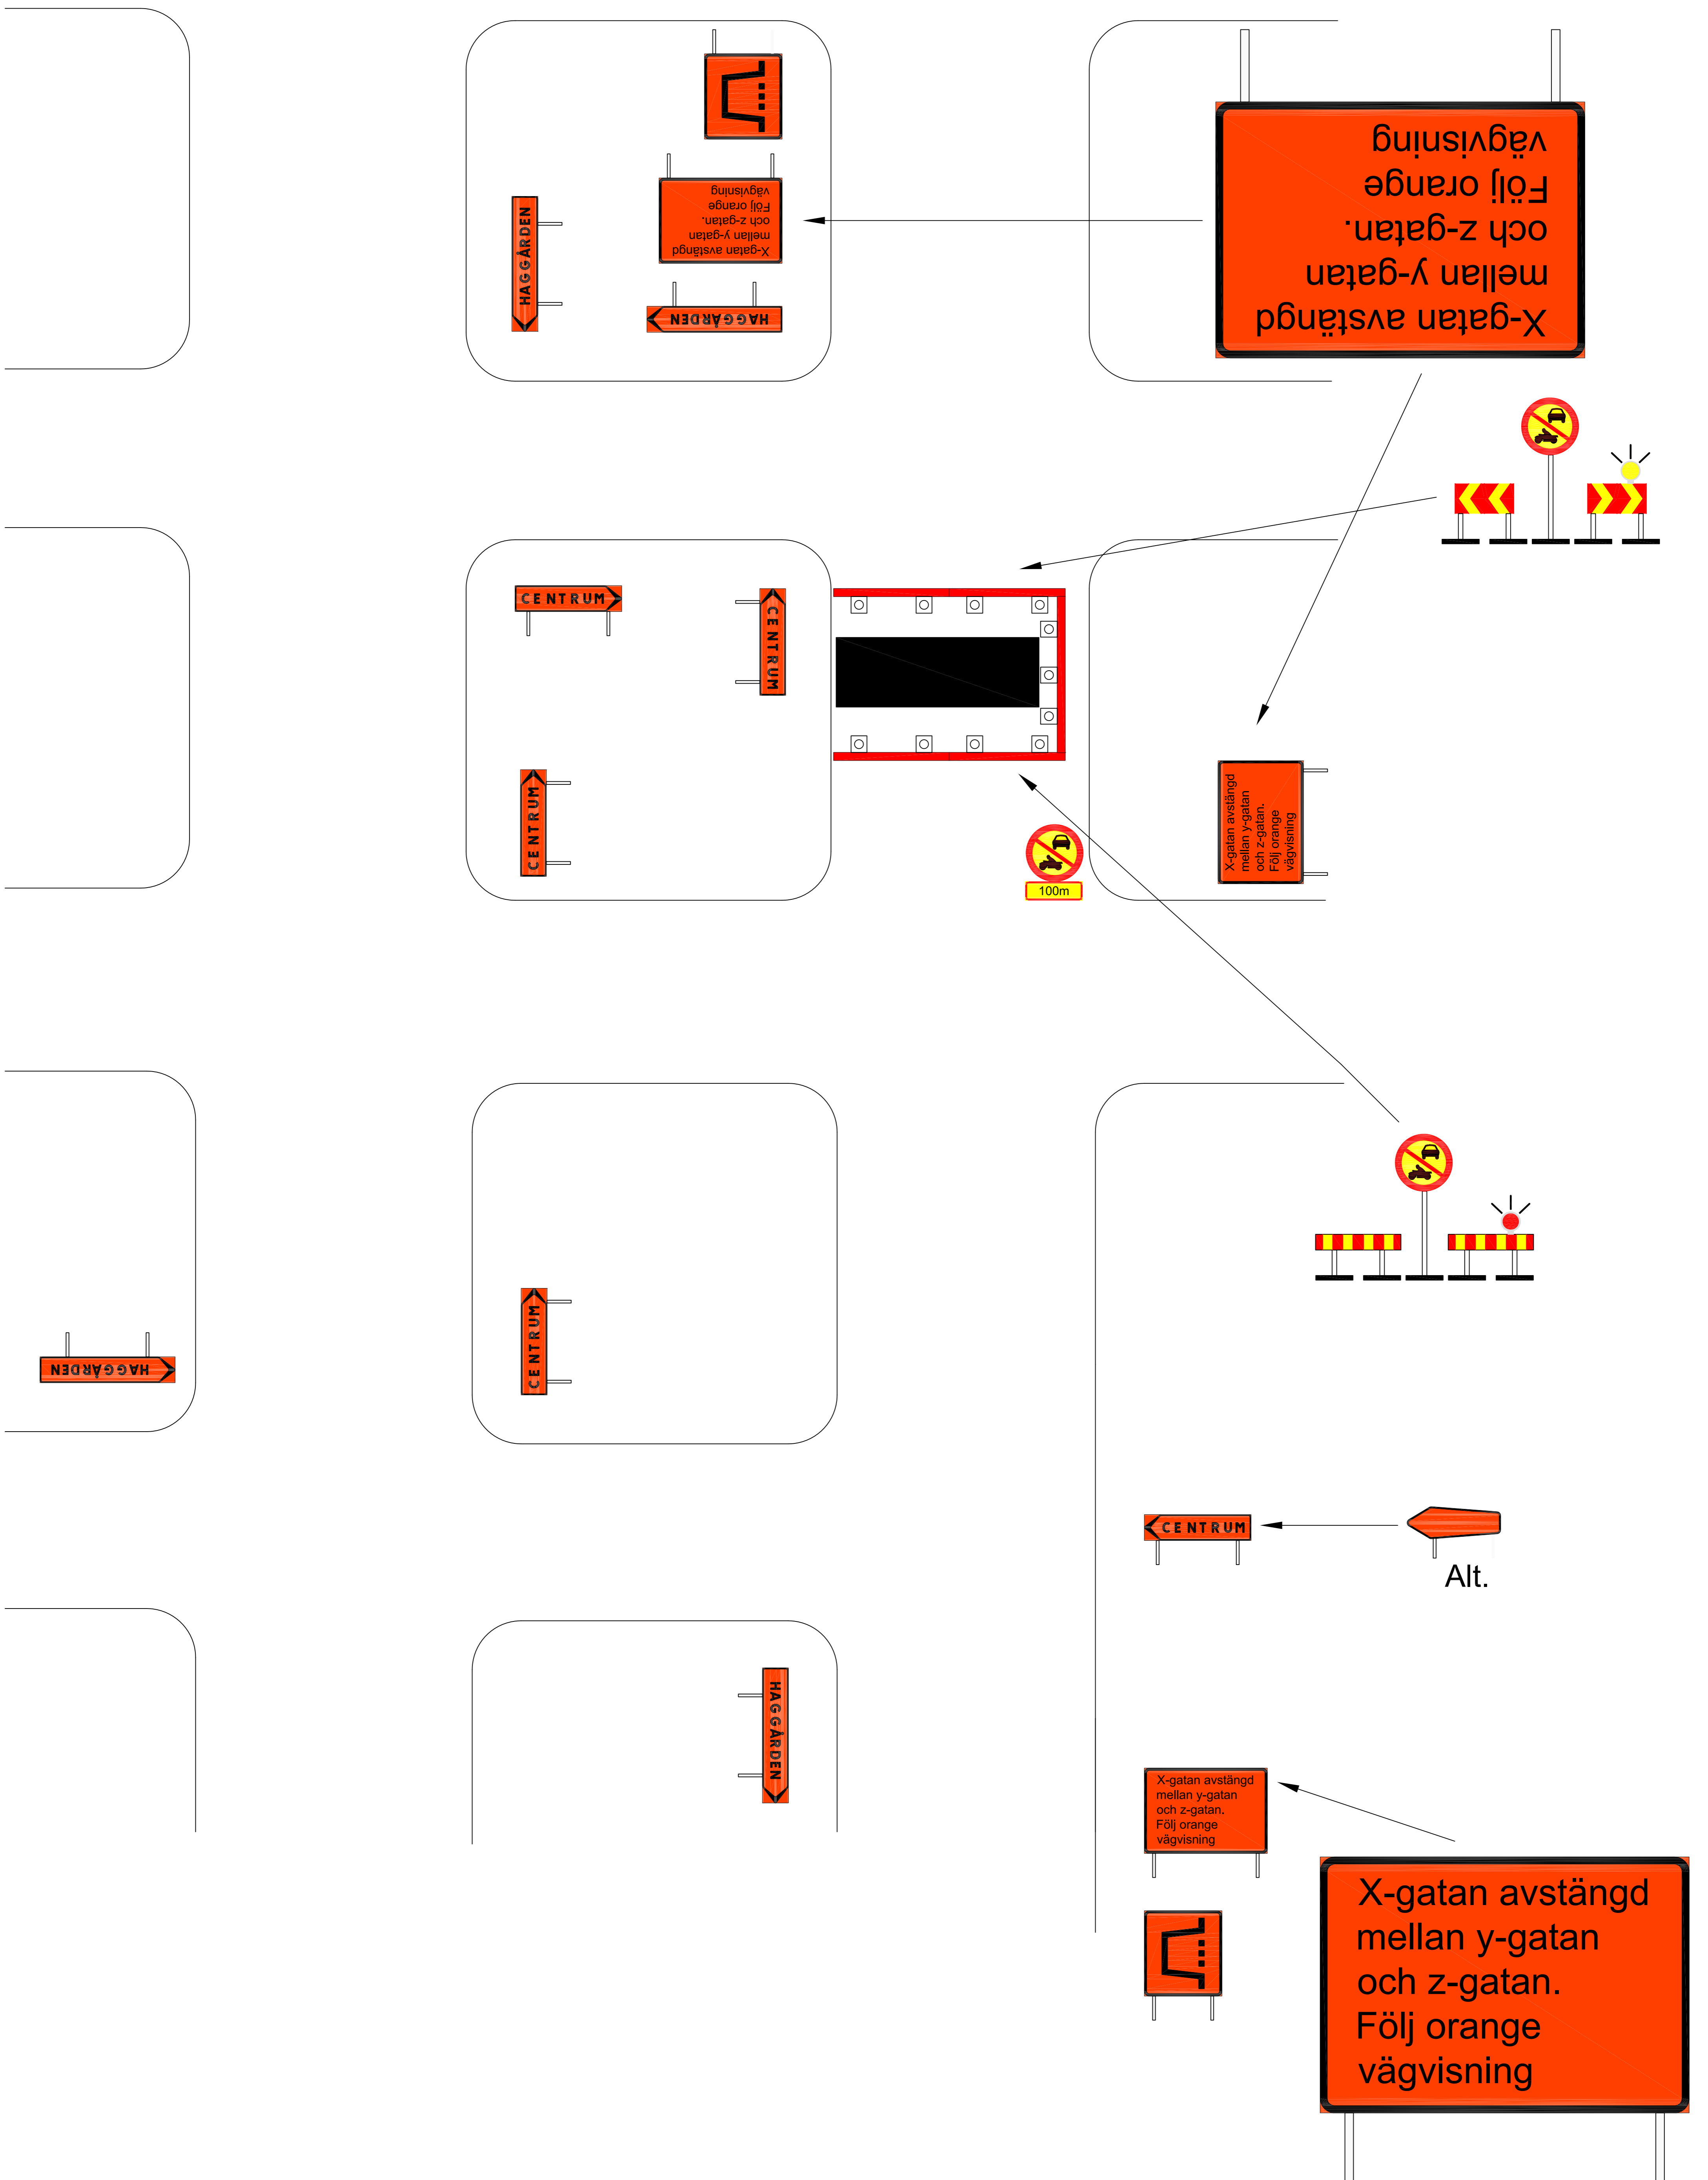 X-gatan avstängd
mellan y-gatan
och z-gatan.
Följ orange
vägvisning
HAGGÅRDEN
X-gatan avstängd
mellan y-gatan
och z-gatan.
Följ orange
vägvisning
HAGGÅRDEN
CENTRUM
CENTRUM
CENTRUM
X-gatan avstängd
mellan y-gatan
och z-gatan.
Följ orange
vägvisning
100m
CENTRUM
HAGGÅRDEN
CENTRUM
Alt.
HAGGÅRDEN
X-gatan avstängd
mellan y-gatan
och z-gatan.
Följ orange
vägvisning
X-gatan avstängd
mellan y-gatan
och z-gatan.
Följ orange
vägvisning